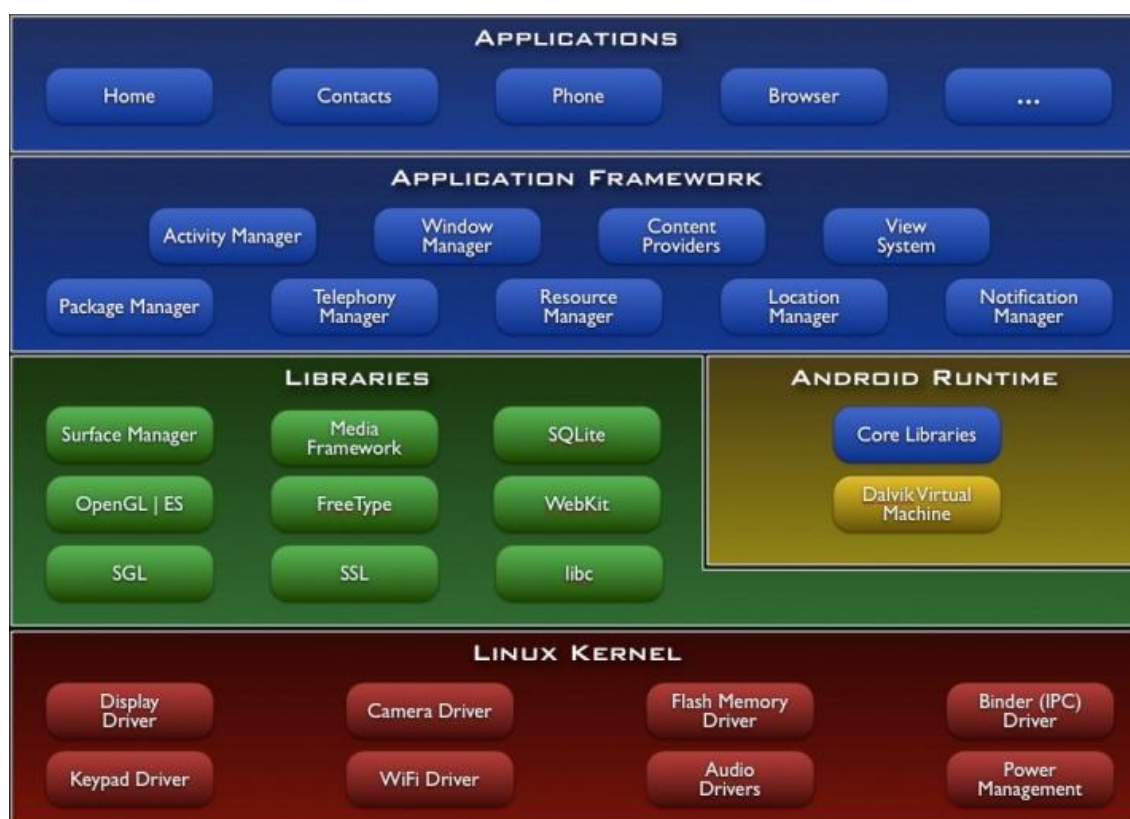 APPLICATIONS
Home
Contacts
Phone
Browser
...
APPLICATION FRAMEWORK
Activity Manager
Window
Manager
Content
Providers
View
System
Package Manager
Telephony
Manager
Resource
Manager
Location
Manager
Notification
Manager
LIBRARIES
Surface Manager
Media
Framework
SQLite
OpenGL | ES
FreeType
WebKit
SGL
SSL
libc
ANDROID RUNTIME
Core Libraries
Dalvik Virtual
Machine
LINUX KERNEL
Display
Driver
Camera Driver
Flash Memory
Driver
Binder (IPC)
Driver
Keypad Driver
WiFi Driver
Audio
Drivers
Power
Management